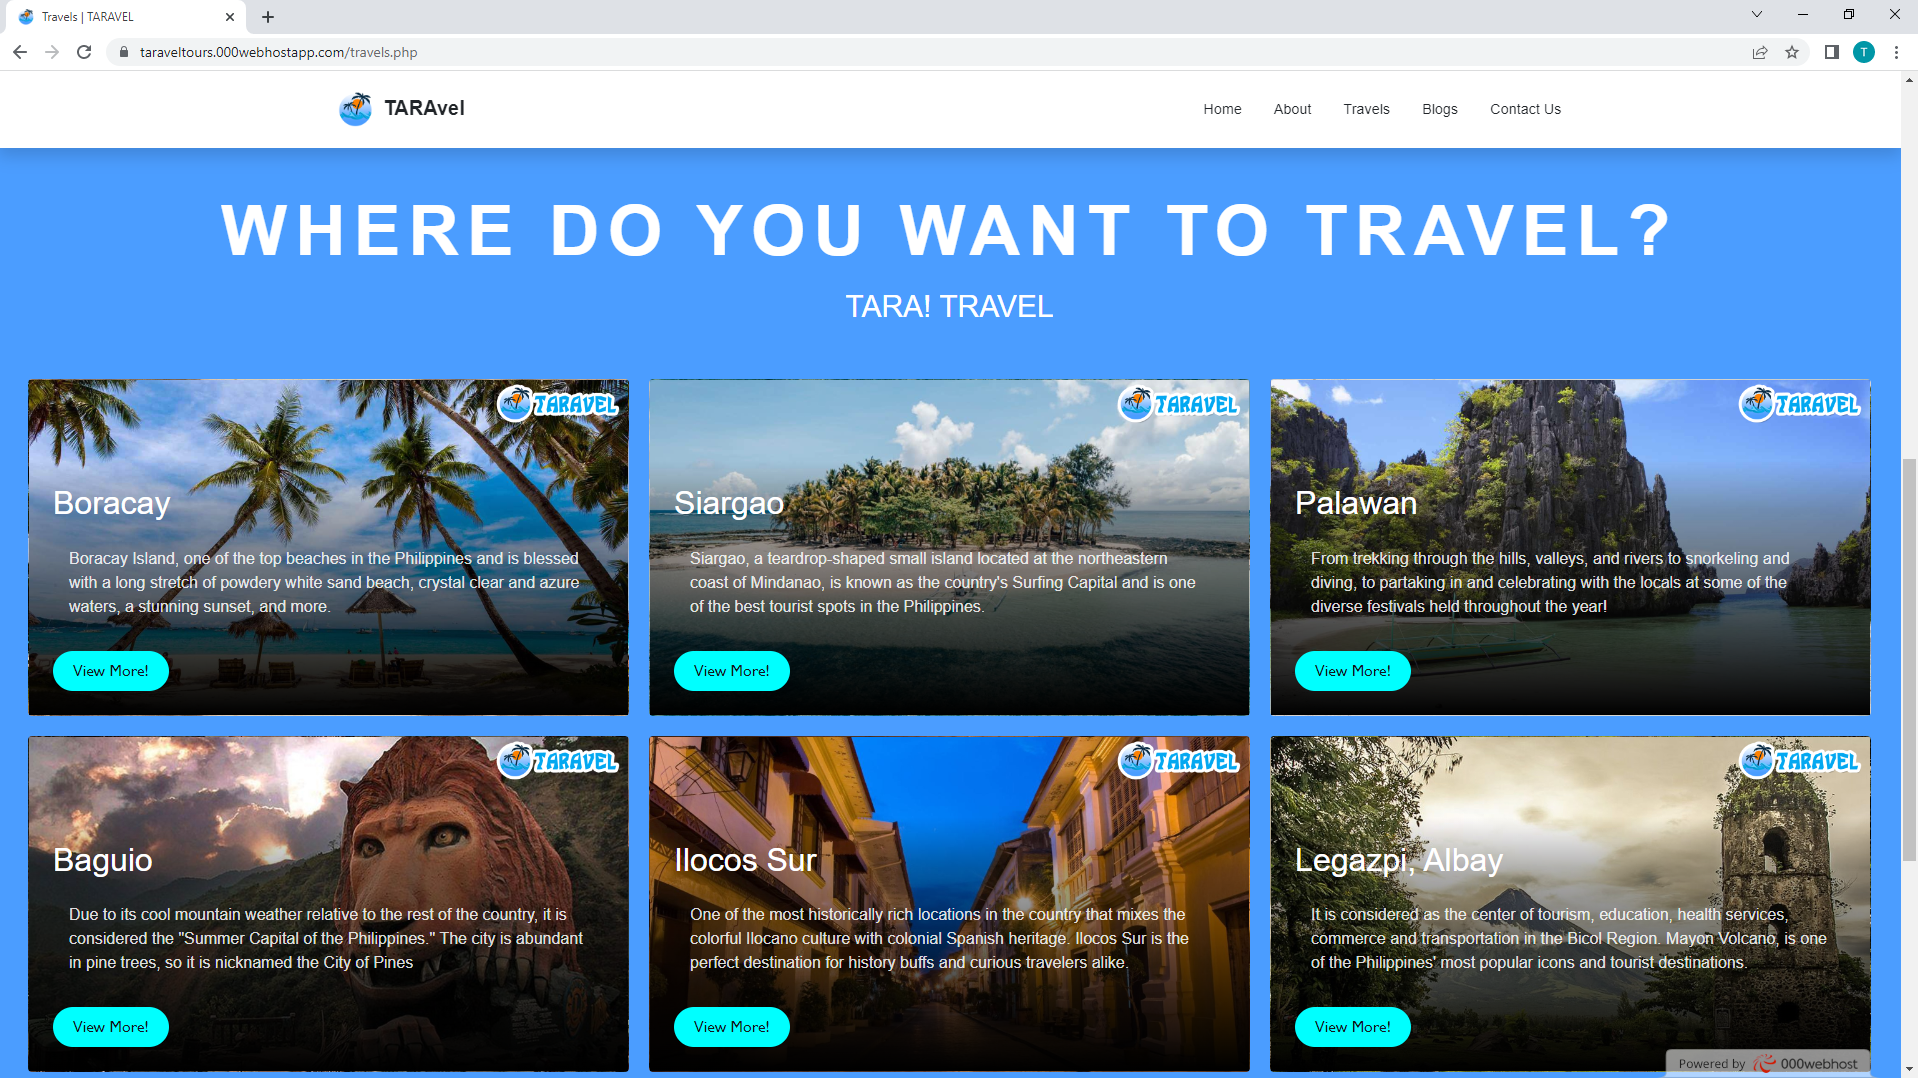 Travels | TARAVEL
taraveltours.000webhostapp.com/travels.php
T
TARAvel
Home
About
Travels
Blogs
Contact Us
WHERE DO YOU WANT TO TRAVEL?
TARA! TRAVEL
TARAVEL
Boracay
Boracay Island, one of the top beaches in the Philippines and is blessed
with a long stretch of powdery white sand beach, crystal clear and azure
waters, a stunning sunset, and more.
View More!
TARAVEL
Siargao
Siargao, a teardrop-shaped small island located at the northeastern
coast of Mindanao, is known as the country's Surfing Capital and is one
of the best tourist spots in the Philippines.
View More!
TARAVEL
Palawan
From trekking through the hills, valleys, and rivers to snorkeling and
diving, to partaking in and celebrating with the locals at some of the
diverse festivals held throughout the year!
View More!
TARAVEL
Baguio
Due to its cool mountain weather relative to the rest of the country, it is
considered the "Summer Capital of the Philippines." The city is abundant
in pine trees, so it is nicknamed the City of Pines
View More!
TARAVEL
Ilocos Sur
One of the most historically rich locations in the country that mixes the
colorful Ilocano culture with colonial Spanish heritage. Ilocos Sur is the
perfect destination for history buffs and curious travelers alike.
View More!
TARAVEL
Legazpi, Albay
It is considered as the center of tourism, education, health services,
commerce and transportation in the Bicol Region. Mayon Volcano, is one
of the Philippines' most popular icons and tourist destinations.
View More!
Powered by 000webhost